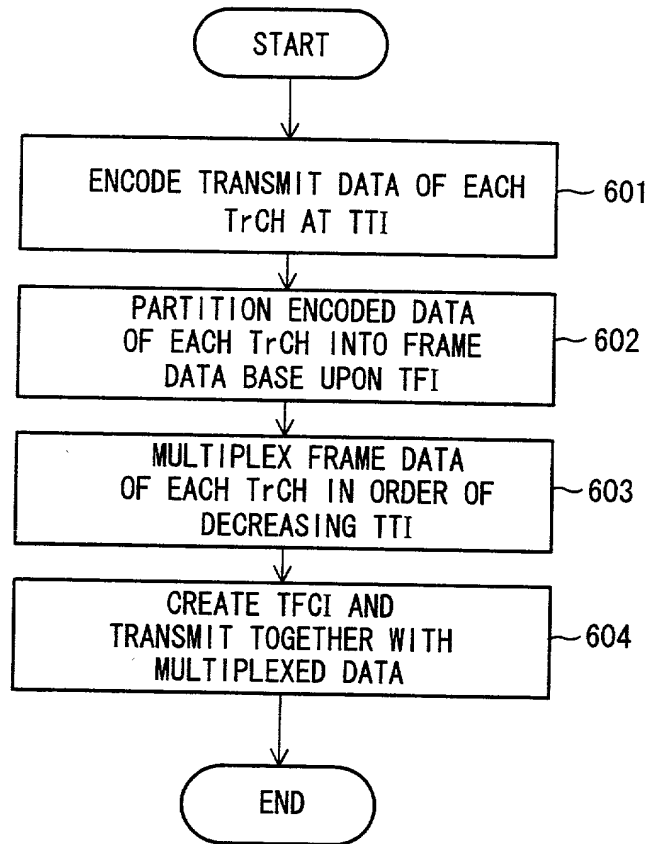 START
ENCODE TRANSMIT DATA OF EACH
TrCH AT TTI
601
PARTITION ENCODED DATA
OF EACH TrCH INTO FRAME
DATA BASE UPON TFI
602
MULTIPLEX FRAME DATA
OF EACH TrCH IN ORDER OF
DECREASING TTI
603
CREATE TFCI AND
TRANSMIT TOGETHER WITH
MULTIPLEXED DATA
604
END